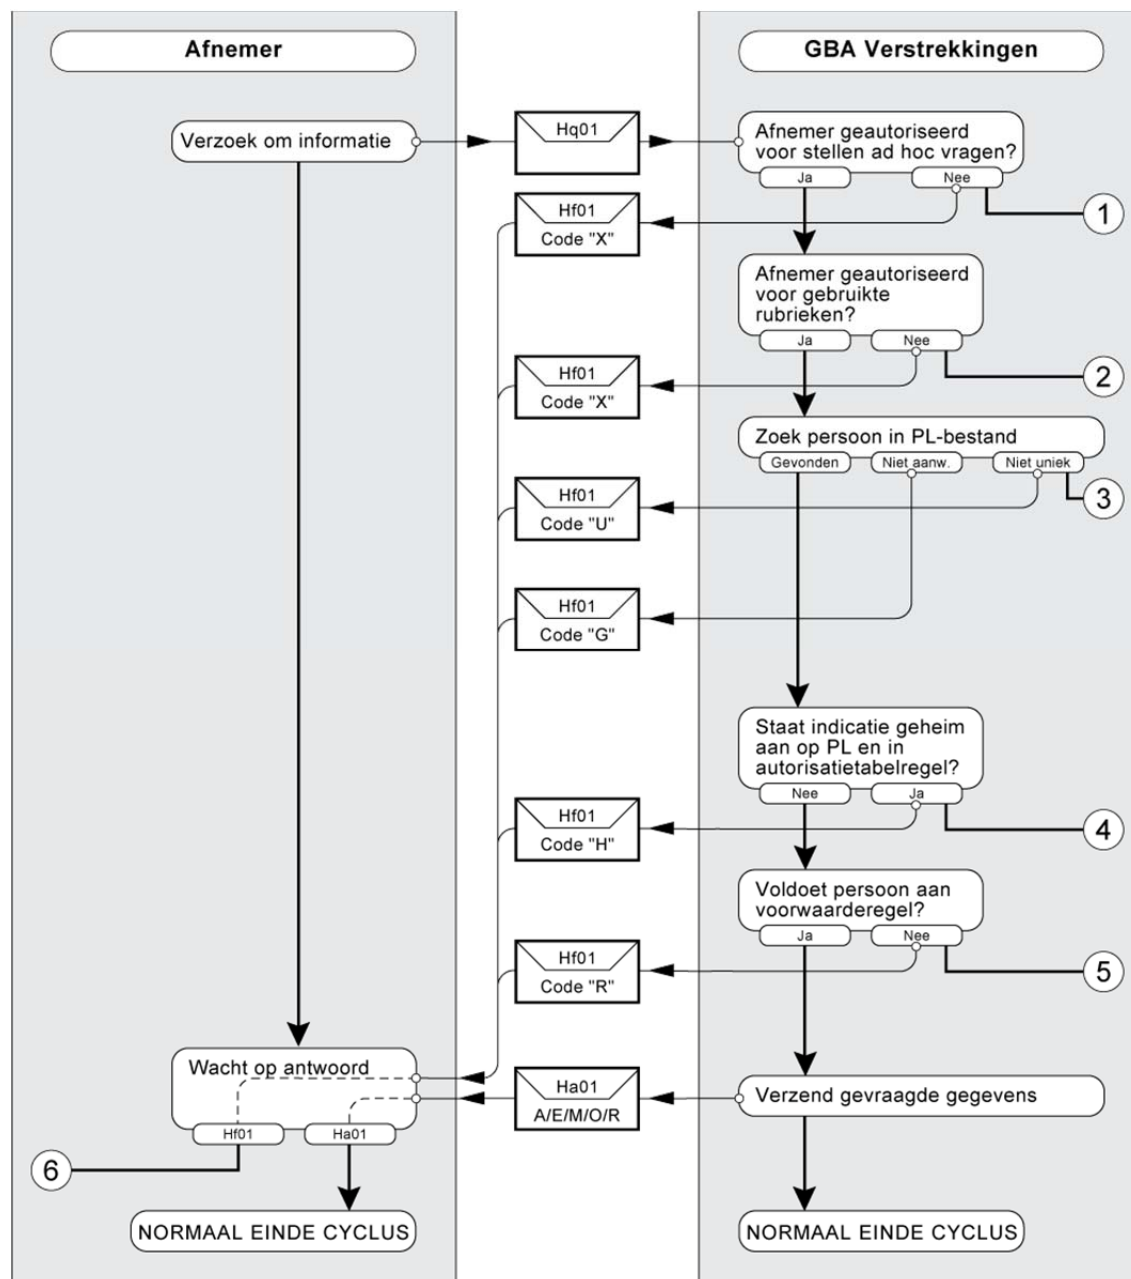 Afnemer
GBA Verstrekkingen
Verzoek om informatie
Hq01
Afnemer geautoriseerd
voor stellen ad hoc vragen?
Ja
Nee
1
Hf01
Code "X"
Afnemer geautoriseerd
voor gebruikte
rubrieken?
Ja
Nee
2
Hf01
Code "X"
Zoek persoon in PL-bestand
Gevonden
Niet aanw.
Niet uniek
3
Hf01
Code "U"
Hf01
Code "G"
Staat indicatie geheim
aan op PL en in
autorisatietabelregel?
Nee
Ja
4
Hf01
Code "H"
Voldoet persoon aan
voorwaarderegel?
Ja
Nee
5
Hf01
Code "R"
Wacht op antwoord
Hf01
Ha01
6
Ha01
A/E/M/O/R
Verzend gevraagde gegevens
NORMAAL EINDE CYCLUS
NORMAAL EINDE CYCLUS